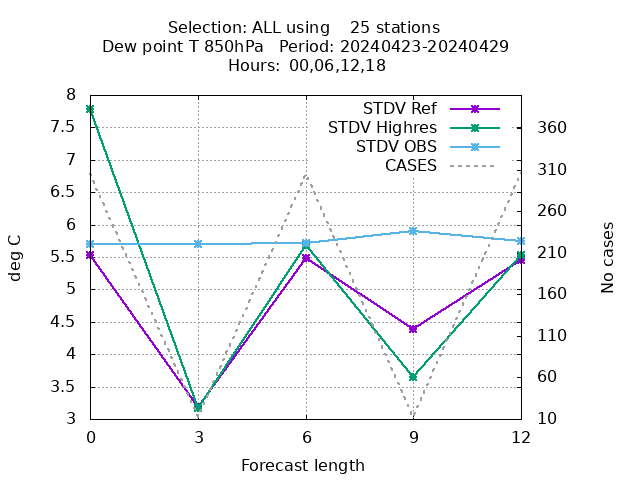 Selection: ALL using    25 stations
Dew point T 850hPa   Period: 20240423-20240429
Hours: 00,06,12,18
8
7.5
7
6.5
6
5.5
5
4.5
4
3.5
3
deg C
STDV Ref
STDV Highres
STDV OBS
CASES
360
310
260
210
160
110
60
10
No cases
0 3 6 9 12
Forecast length